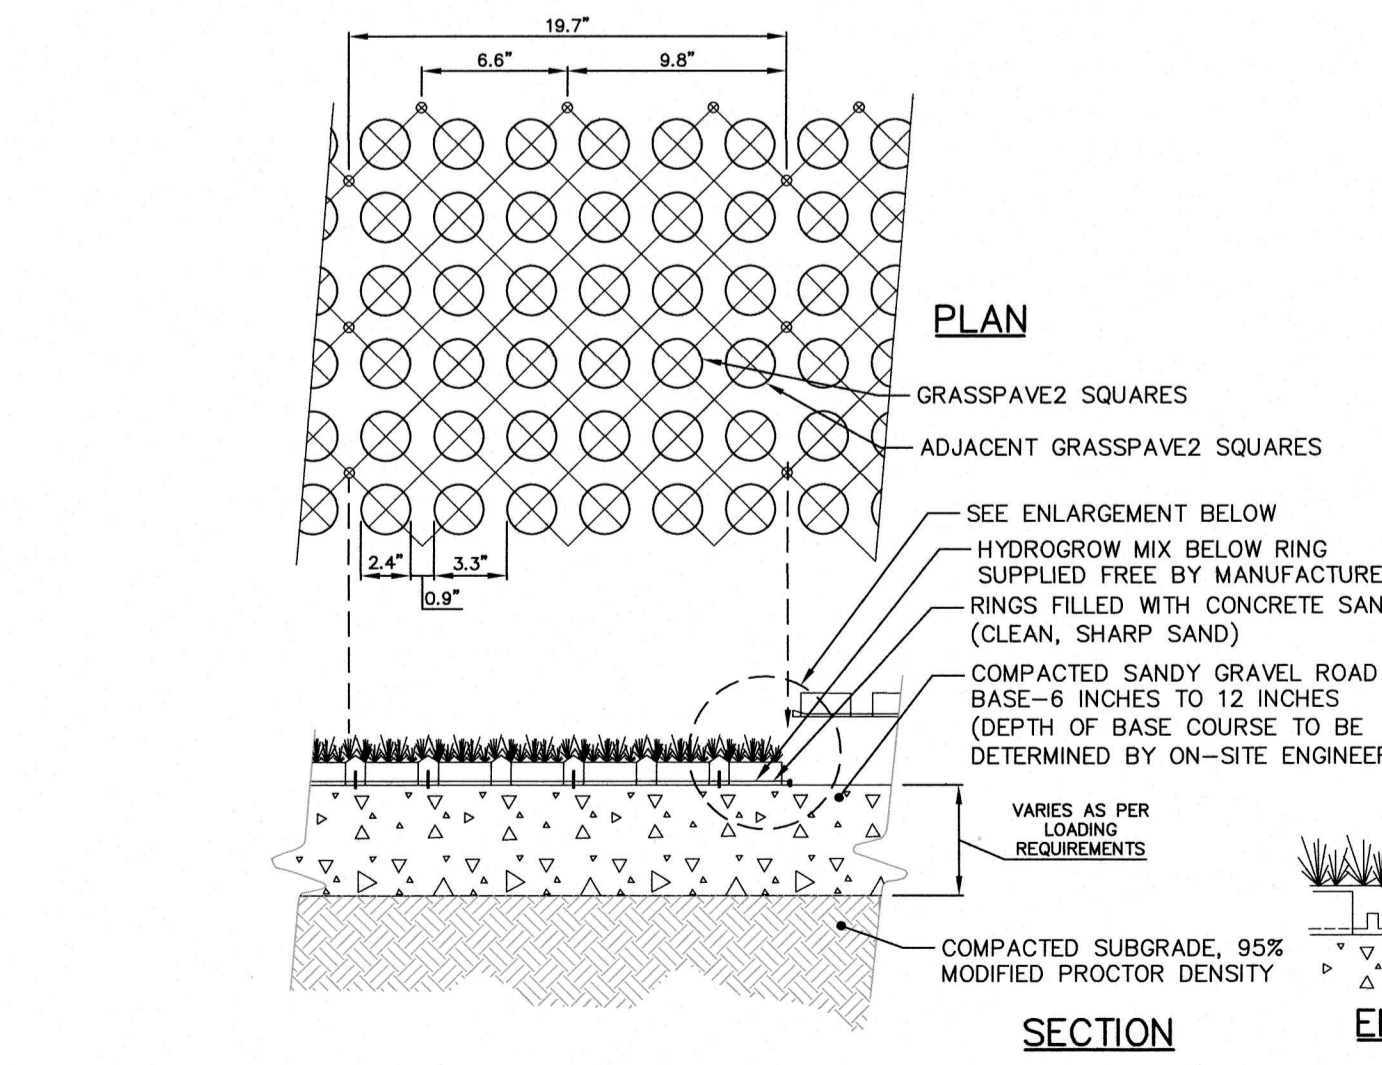 19.7"
6.6"
9.8"
PLAN
GRASSPAVE2 SQUARES
ADJACENT GRASSPAVE2 SQUARES
2.4"
3.3"
0.9"
SEE ENLARGEMENT BELOW
HYDROGROW MIX BELOW RING
SUPPLIED FREE BY MANUFACTURE
RINGS FILLED WITH CONCRETE SAN
(CLEAN, SHARP SAND)
COMPACTED SANDY GRAVEL ROAD
BASE-6 INCHES TO 12 INCHES
(DEPTH OF BASE COURSE TO BE
DETERMINED BY ON-SITE ENGINEER
VARIES AS PER
LOADING
REQUIREMENTS
COMPACTED SUBGRADE, 95%
MODIFIED PROCTOR DENSITY
SECTION